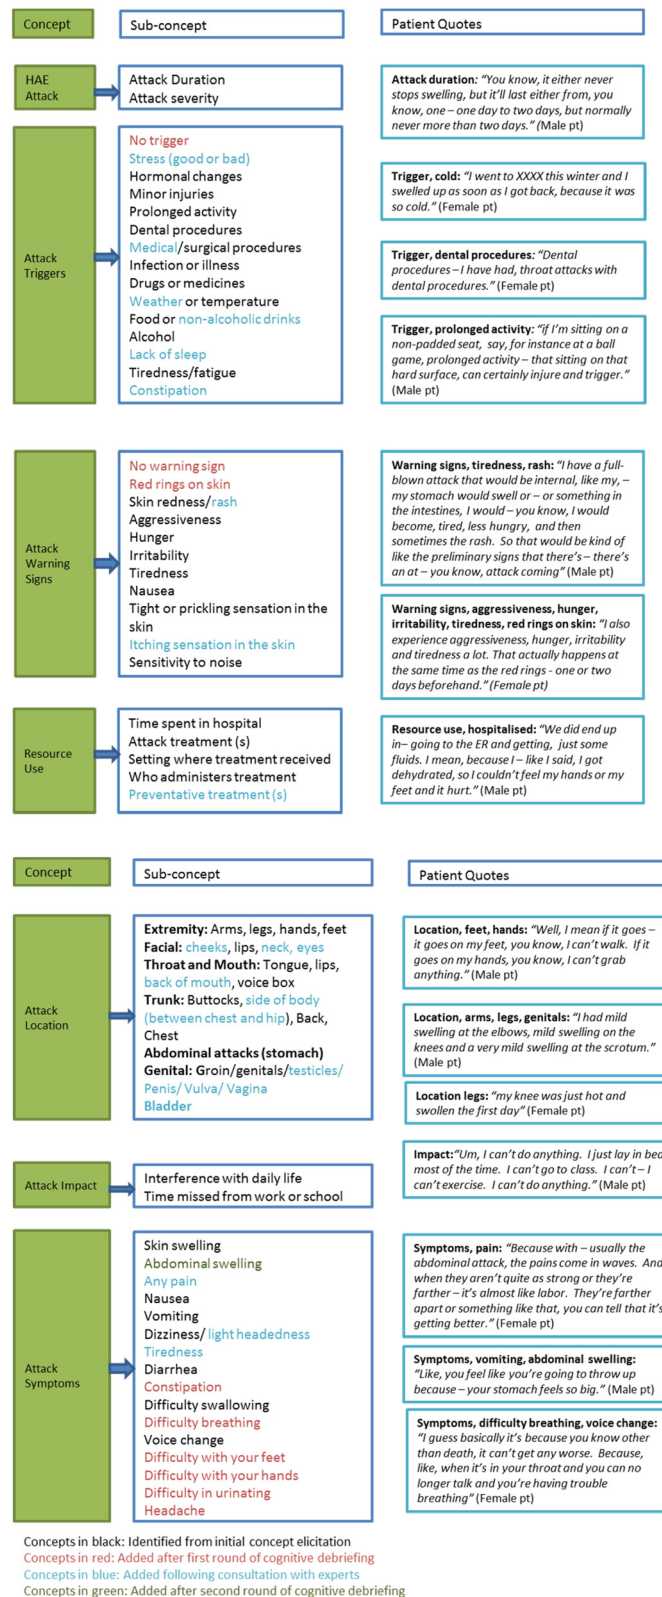 Concept
Sub-concept
Patient Quotes
HAE
Attack
Attack Duration
Attack severity
Attack duration: “You know, it either never
stops swelling, but it’ll last either from, you
know, one – one day to two days, but normally
never more than two days.” (Male pt)
Attack
Triggers
No trigger
Stress (good or bad)
Hormonal changes
Minor injuries
Prolonged activity
Dental procedures
Medical/surgical procedures
Infection or illness
Drugs or medicines
Weather or temperature
Food or non-alcoholic drinks
Alcohol
Lack of sleep
Tiredness/fatigue
Constipation
Trigger, cold: “I went to XXXX this winter and I
swelled up as soon as I got back, because it was
so cold.” (Female pt)
Trigger, dental procedures: “Dental
procedures – I have had, throat attacks with
dental procedures.” (Female pt)
Trigger, prolonged activity: “if I’m sitting on a
non-padded seat, say, for instance at a ball
game, prolonged activity – that sitting on that
hard surface, can certainly injure and trigger.”
(Male pt)
Attack
Warning
Signs
No warning sign
Red rings on skin
Skin redness/rash
Aggressiveness
Hunger
Irritability
Tiredness
Nausea
Tight or prickling sensation in the
skin
Itching sensation in the skin
Sensitivity to noise
Warning signs, tiredness, rash: “I have a full-
blown attack that would be internal, like my, –
my stomach would swell or – or something in
the intestines, I would – you know, I would
become, tired, less hungry, and then
sometimes the rash. So that would be kind of
like the preliminary signs that there’s – there’s
an at – you know, attack coming” (Male pt)
Warning signs, aggressiveness, hunger,
irritability, tiredness, red rings on skin: “I also
experience aggressiveness, hunger, irritability
and tiredness a lot. That actually happens at
the same time as the red rings - one or two
days beforehand.” (Female pt)
Resource
Use
Time spent in hospital
Attack treatment (s)
Setting where treatment received
Who administers treatment
Preventative treatment (s)
Resource use, hospitalised: “We did end up
in– going to the ER and getting, just some
fluids. I mean, because I – like I said, I got
dehydrated, so I couldn’t feel my hands or my
feet and it hurt.” (Male pt)
Concept
Sub-concept
Patient Quotes
Attack
Location
Extremity: Arms, legs, hands, feet
Facial: cheeks, lips, neck, eyes
Throat and Mouth: Tongue, lips,
back of mouth, voice box
Trunk: Buttocks, side of body
(between chest and hip), Back,
Chest
Abdominal attacks (stomach)
Genital: Groin/genitals/testicles/
Penis/ Vulva/ Vagina
Bladder
Location, feet, hands: “Well, I mean if it goes –
it goes on my feet, you know, I can’t walk. If it
goes on my hands, you know, I can’t grab
anything.” (Male pt)
Location, arms, legs, genitals: “I had mild
swelling at the elbows, mild swelling on the
knees and a very mild swelling at the scrotum.”
(Male pt)
Location legs: “my knee was just hot and
swollen the first day” (Female pt)
Attack Impact
Interference with daily life
Time missed from work or school
Impact:“Um, I can’t do anything. I just lay in bed
most of the time. I can’t go to class. I can’t – I
can’t exercise. I can’t do anything.” (Male pt)
Attack
Symptoms
Skin swelling
Abdominal swelling
Any pain
Nausea
Vomiting
Dizziness/ light headedness
Tiredness
Diarrhea
Constipation
Difficulty swallowing
Difficulty breathing
Voice change
Difficulty with your feet
Difficulty with your hands
Difficulty in urinating
Headache
Symptoms, pain: “Because with – usually the
abdominal attack, the pains come in waves. And
when they aren’t quite as strong or they’re
farther – it’s almost like labor. They’re farther
apart or something like that, you can tell that it’s
getting better.” (Female pt)
Symptoms, vomiting, abdominal swelling:
“Like, you feel like you’re going to throw up
because – your stomach feels so big.” (Male pt)
Symptoms, difficulty breathing, voice change:
“I guess basically it’s because you know other
than death, it can’t get any worse. Because,
like, when it’s in your throat and you can no
longer talk and you’re having trouble
breathing” (Female pt)
Concepts in black: Identified from initial concept elicitation
Concepts in red: Added after first round of cognitive debriefing
Concepts in blue: Added following consultation with experts
Concepts in green: Added after second round of cognitive debriefing